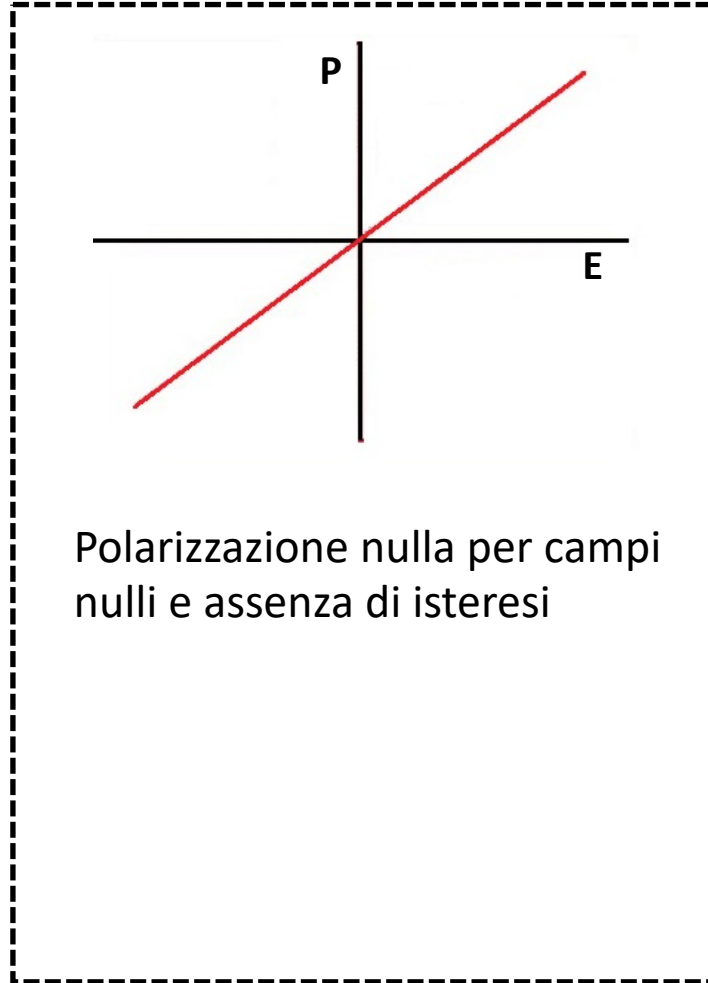 P
E
Polarizzazione nulla per campi
nulli e assenza di isteresi